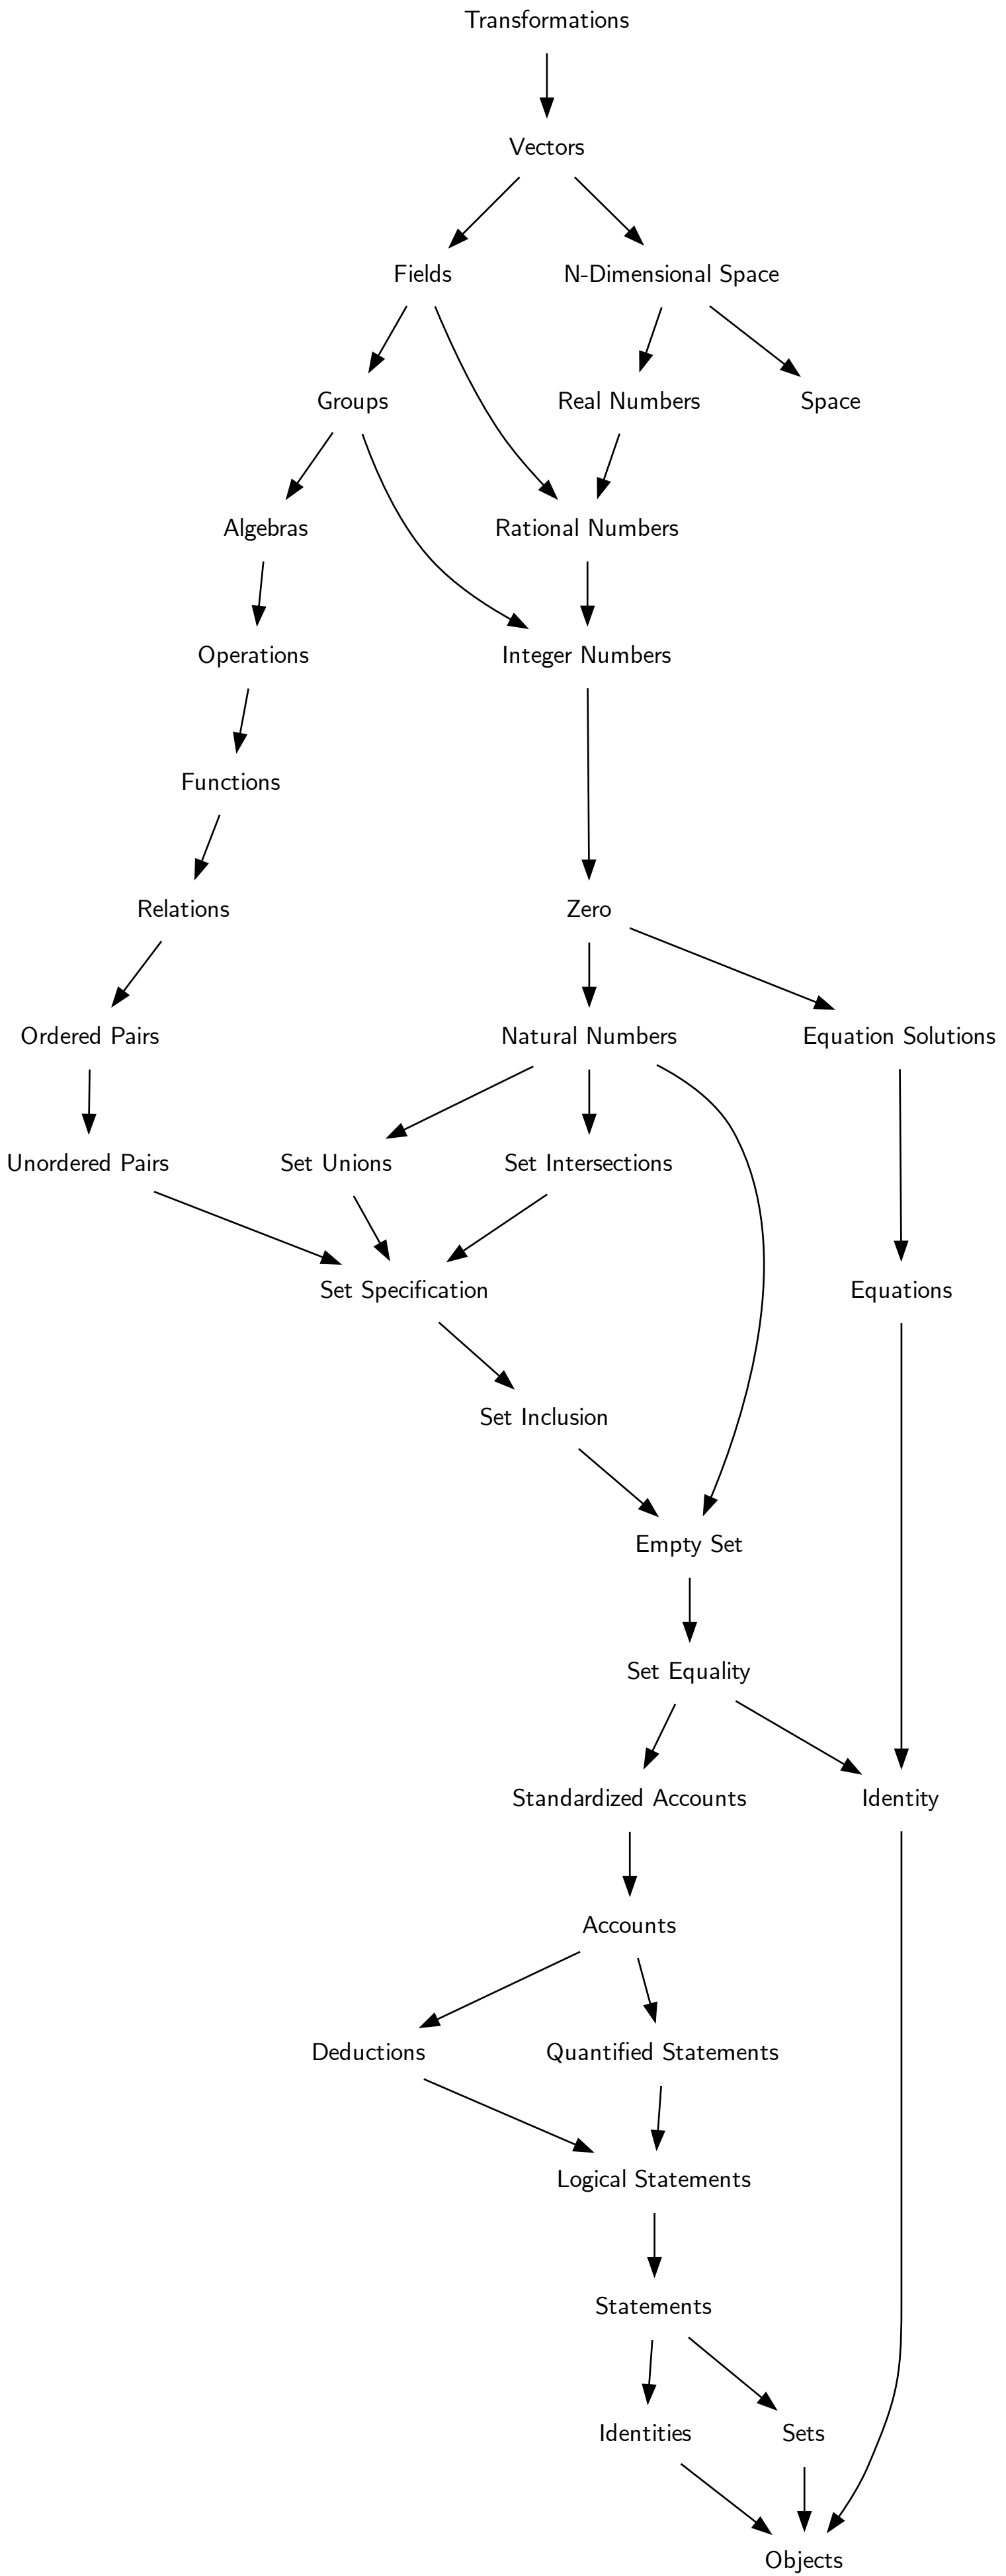 Transformations
Vectors
Fields
N-Dimensional Space
Groups
Real Numbers
Space
Algebras
Rational Numbers
Operations
Integer Numbers
Functions
Relations
Zero
Ordered Pairs
Natural Numbers
Equation Solutions
Unordered Pairs
Set Unions
Set Intersections
Set Specification
Equations
Set Inclusion
Empty Set
Set Equality
Standardized Accounts
Identity
Accounts
Deductions
Quantified Statements
Logical Statements
Statements
Identities
Sets
Objects